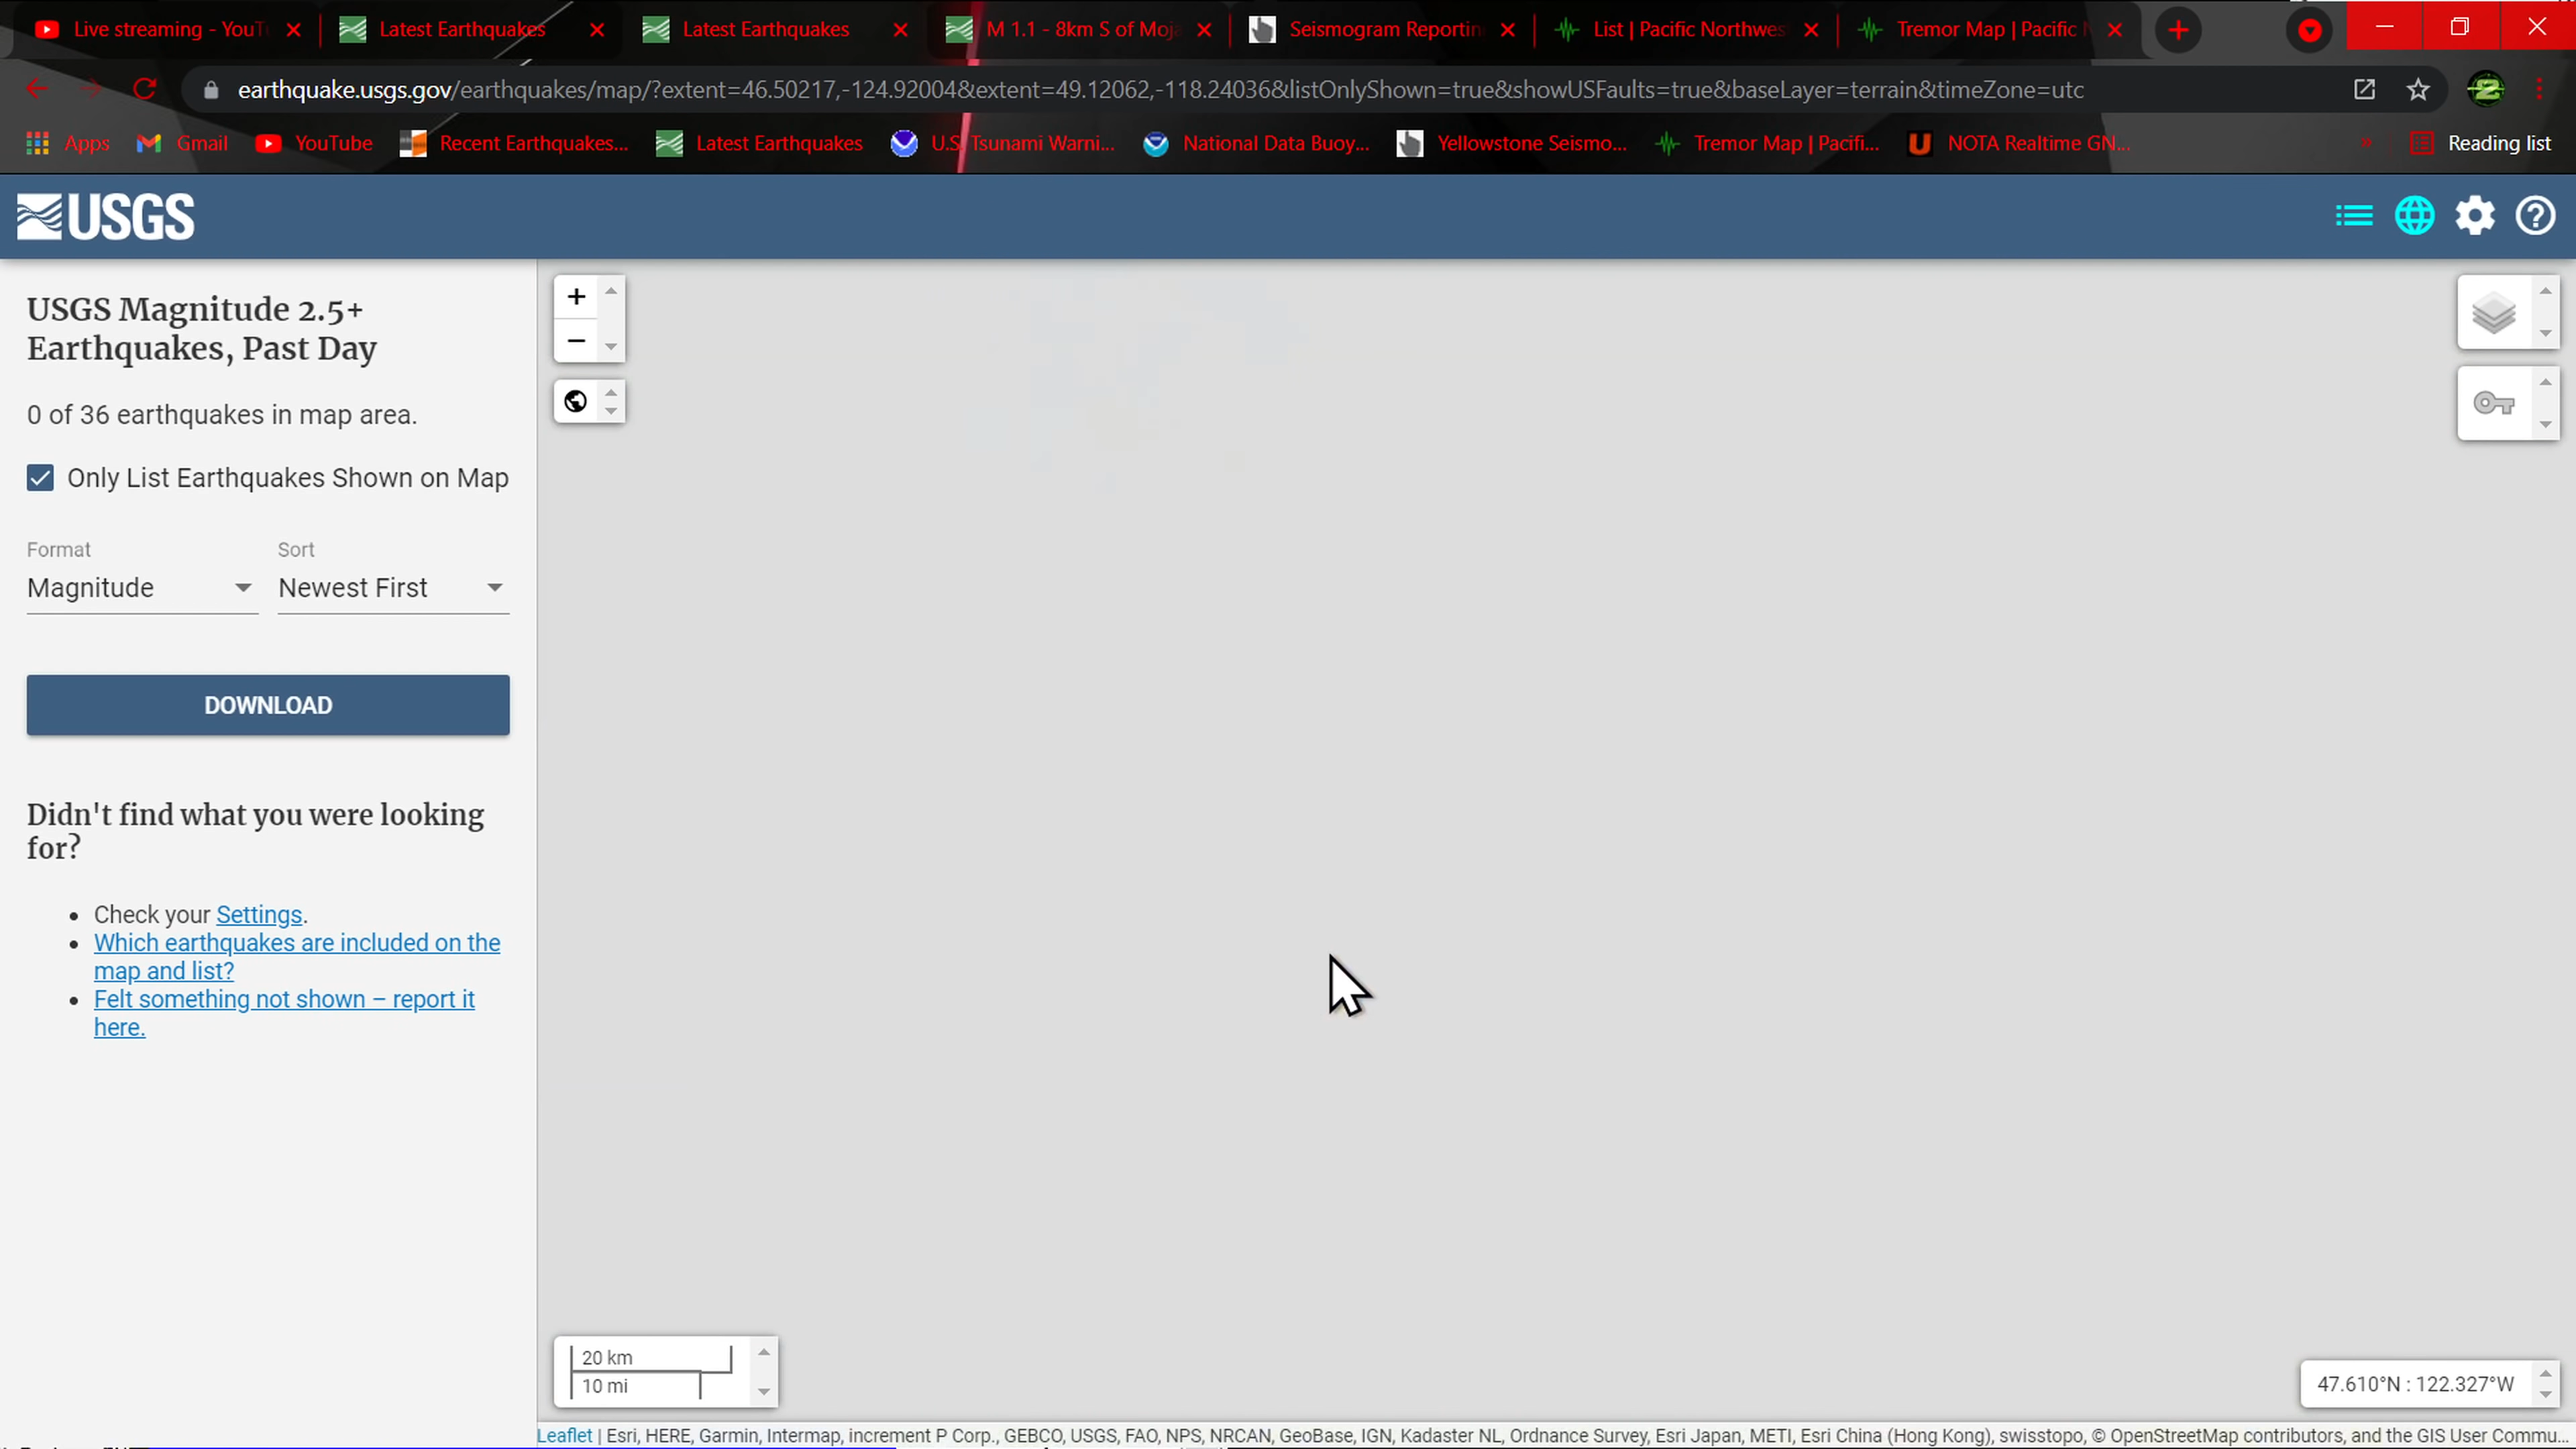 Live streaming - YouT
Latest Earthquakes
Latest Earthquakes
M 1.1 - 8km S of Moja
Seismogram Reportin
List | Pacific Northwes
Tremor Map | Pacific N
earthquake.usgs.gov/earthquakes/map/?extent=46.50217,-124.92004&extent=49.12062,-118.24036&listOnlyShown=true&showUSFaults=true&baseLayer=terrain&timeZone=utc
Apps
Gmail
YouTube
Recent Earthquakes...
Latest Earthquakes
U.S. Tsunami Warni...
National Data Buoy...
Yellowstone Seismo...
Tremor Map | Pacifi...
NOTA Realtime GN...
»
Reading list
USGS
USGS Magnitude 2.5+
Earthquakes, Past Day
0 of 36 earthquakes in map area.
Only List Earthquakes Shown on Map
Format
Sort
Magnitude
Newest First
DOWNLOAD
Didn't find what you were looking
for?
• Check your Settings.
• Which earthquakes are included on the
map and list?
• Felt something not shown – report it
here.
+
−
20 km
10 mi
47.610°N : 122.327°W
Leaflet | Esri, HERE, Garmin, Intermap, increment P Corp., GEBCO, USGS, FAO, NPS, NRCAN, GeoBase, IGN, Kadaster NL, Ordnance Survey, Esri Japan, METI, Esri China (Hong Kong), swisstopo, © OpenStreetMap contributors, and the GIS User Commu...